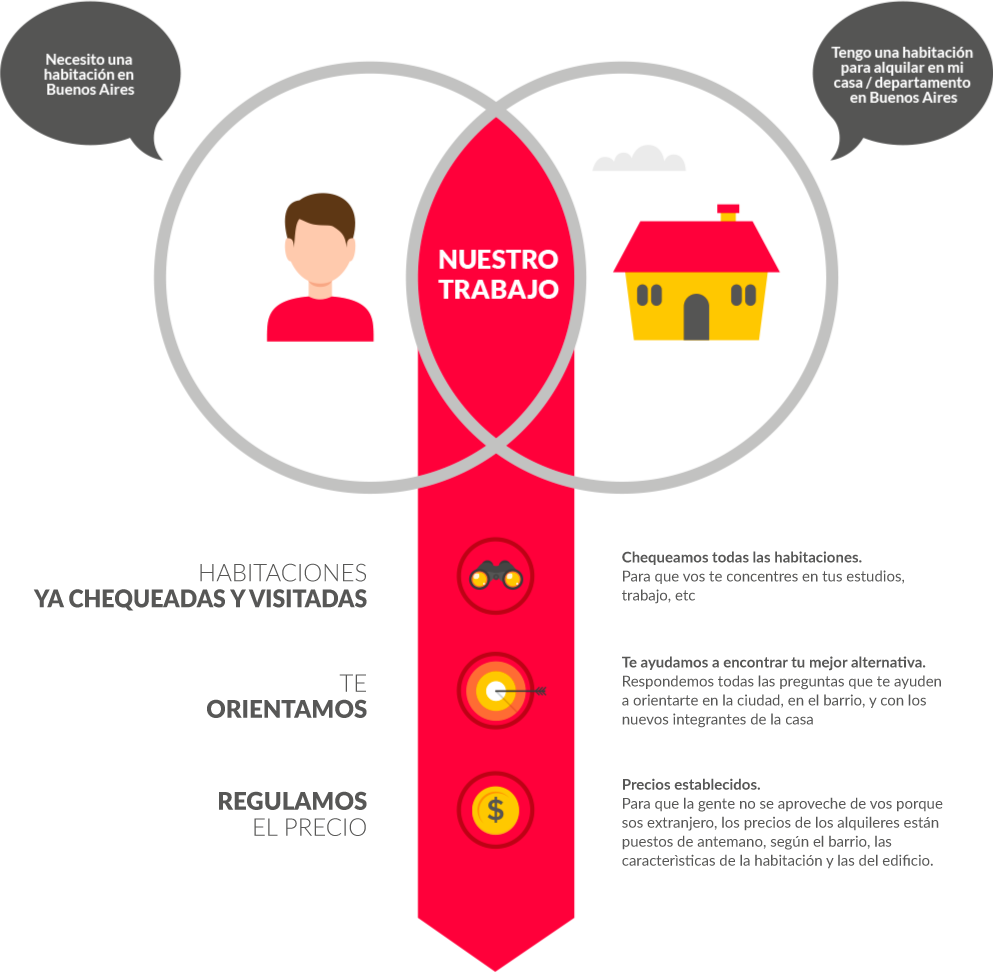 Necesito una
habitación en
Buenos Aires
Tengo una habitación
para alquilar en mi
casa / departamento
en Buenos Aires
NUESTRO
TRABAJO
HABITACIONES
YA CHEQUEADAS Y VISITADAS
Chequeamos todas las habitaciones.
Para que vos te concentres en tus estudios,
trabajo, etc
TE
ORIENTAMOS
Te ayudamos a encontrar tu mejor alternativa.
Respondemos todas las preguntas que te ayuden
a orientarte en la ciudad, en el barrio, y con los
nuevos integrantes de la casa
REGULAMOS
EL PRECIO
$
Precios establecidos.
Para que la gente no se aproveche de vos porque
sos extranjero, los precios de los alquileres están
puestos de antemano, según el barrio, las
características de la habitación y las del edificio.